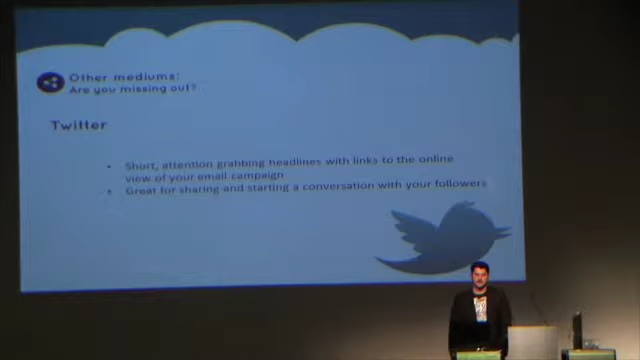 Other mediums:
Are you missing out?
Twitter
• Short, attention grabbing headlines with links to the online
view of your email campaign
• Great for sharing and starting a conversation with your followers